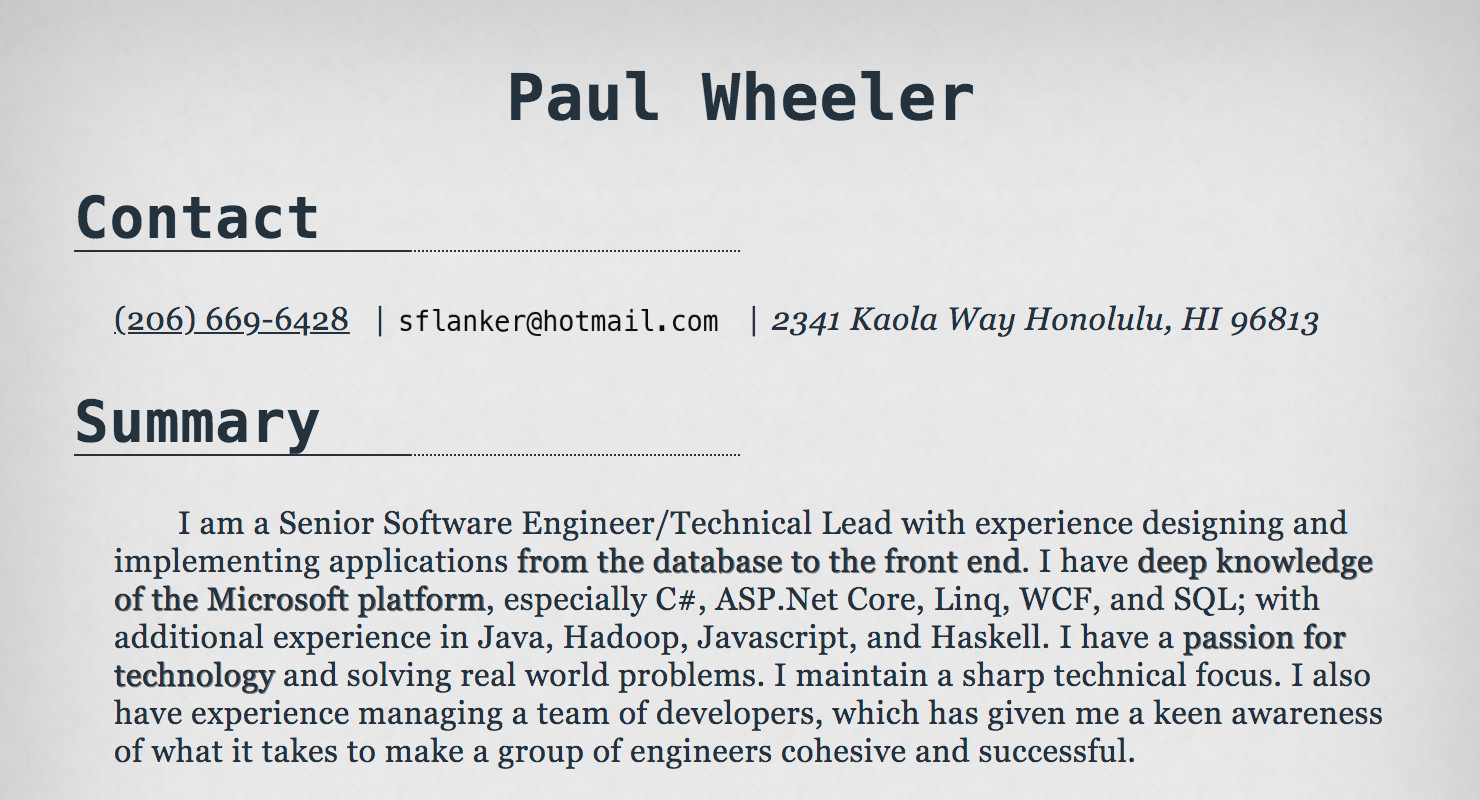 Paul Wheeler
Contact
(206) 669-6428 | sflanker@hotmail.com | 2341 Kaola Way Honolulu, HI 96813
Summary
I am a Senior Software Engineer/Technical Lead with experience designing and
implementing applications from the database to the front end. I have deep knowledge
of the Microsoft platform, especially C#, ASP.Net Core, Linq, WCF, and SQL; with
additional experience in Java, Hadoop, Javascript, and Haskell. I have a passion for
technology and solving real world problems. I maintain a sharp technical focus. I also
have experience managing a team of developers, which has given me a keen awareness
of what it takes to make a group of engineers cohesive and successful.